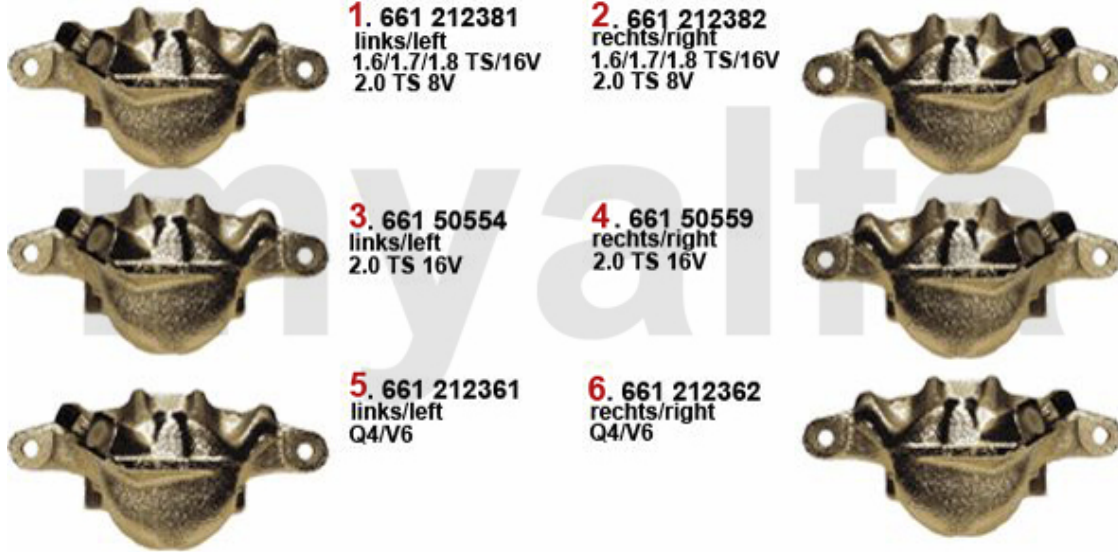 1. 661 212381
links/left
1.6/1.7/1.8 TS/16V
2.0 TS 8V
2. 661 212382
rechts/right
1.6/1.7/1.8 TS/16V
2.0 TS 8V
3. 661 50554
links/left
2.0 TS 16V
4. 661 50559
rechts/right
2.0 TS 16V
5. 661 212361
links/left
Q4/V6
6. 661 212362
rechts/right
Q4/V6
myalfa